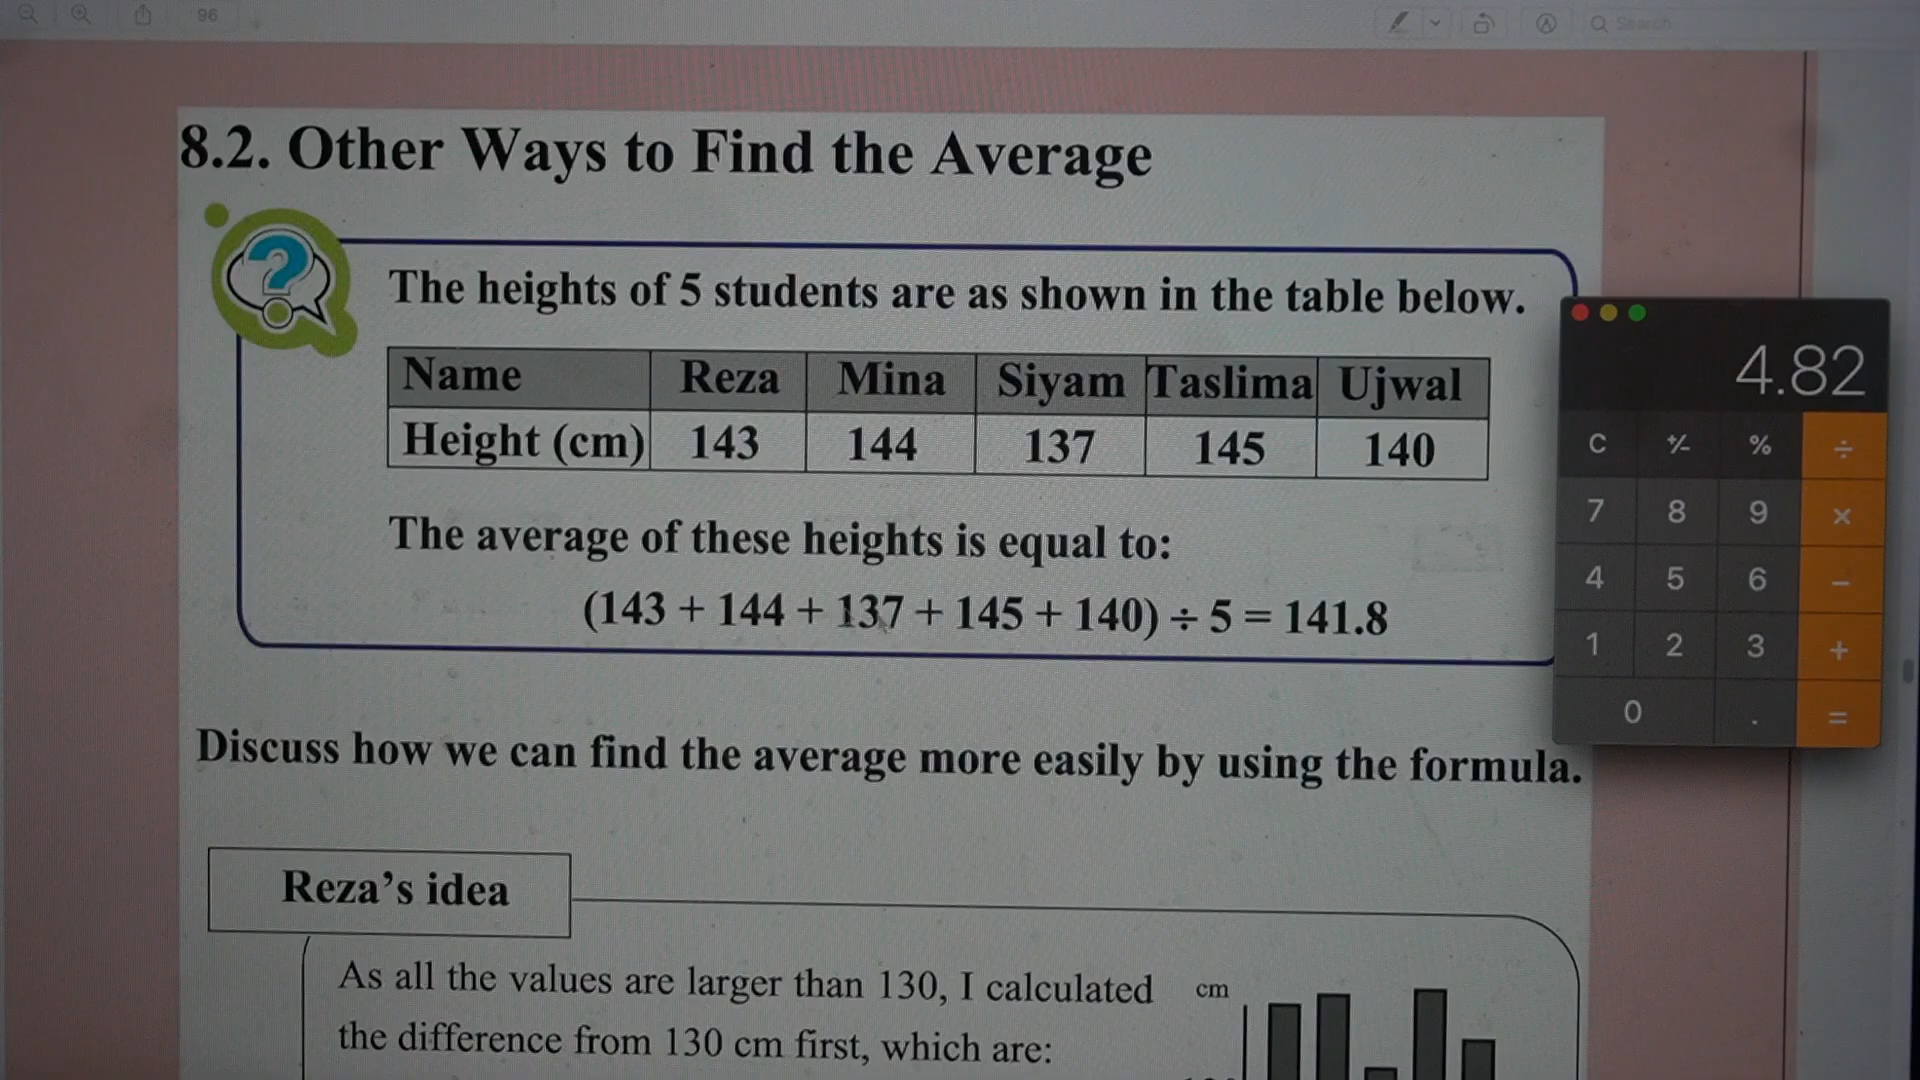 96
Search
8.2. Other Ways to Find the Average
?
The heights of 5 students are as shown in the table below.
Name Reza Mina Siyam Taslima Ujwal
Height (cm) 143 144 137 145 140
The average of these heights is equal to:
(143 + 144 + 137 + 145 + 140) ÷ 5 = 141.8
4.82
C +/- % ÷
7 8 9 ×
4 5 6 −
1 2 3 +
0 . =
Discuss how we can find the average more easily by using the formula.
Reza’s idea
As all the values are larger than 130, I calculated
the difference from 130 cm first, which are:
cm